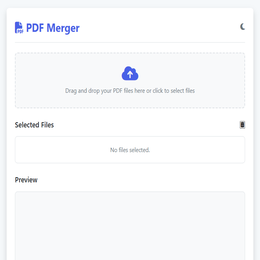 PDF Merger
Drag and drop your PDF files here or click to select files
Selected Files
No files selected.
Preview